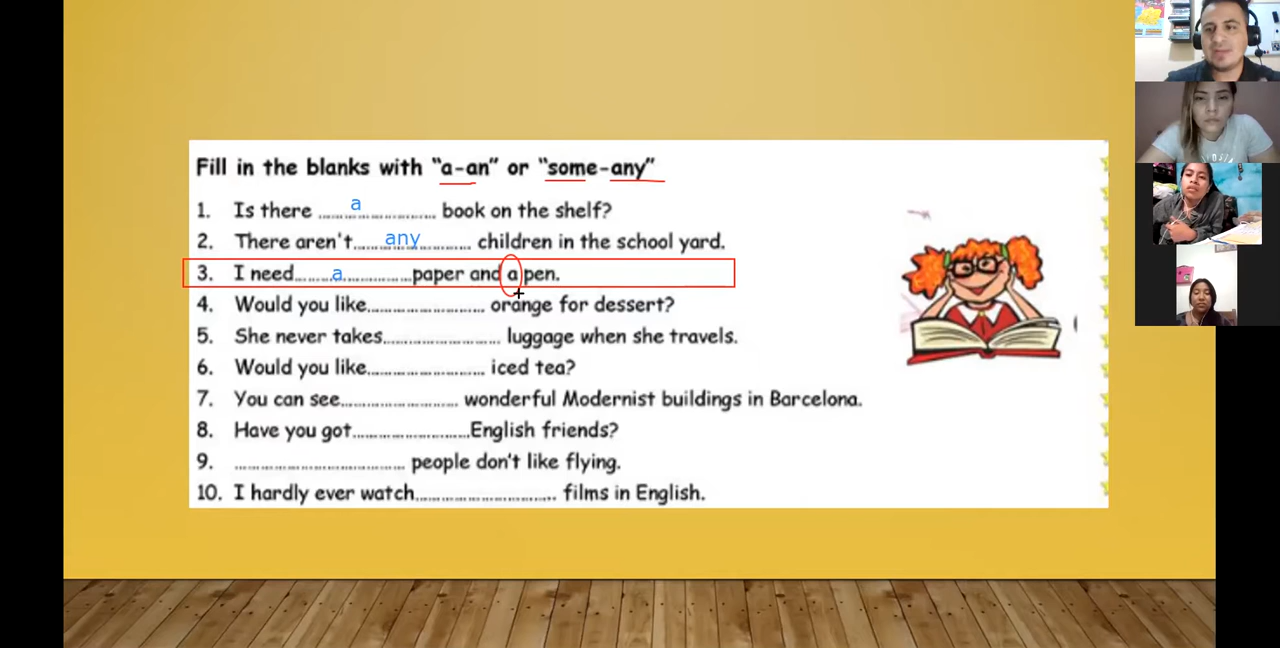 Fill in the blanks with "a-an" or "some-any"
1. Is there ....a.... book on the shelf?
2. There aren't....any.... children in the school yard.
3. I need....a....paper and a pen.
4. Would you like........ orange for dessert?
5. She never takes........ luggage when she travels.
6. Would you like........ iced tea?
7. You can see........ wonderful Modernist buildings in Barcelona.
8. Have you got........English friends?
9. ........ people don't like flying.
10. I hardly ever watch........ films in English.